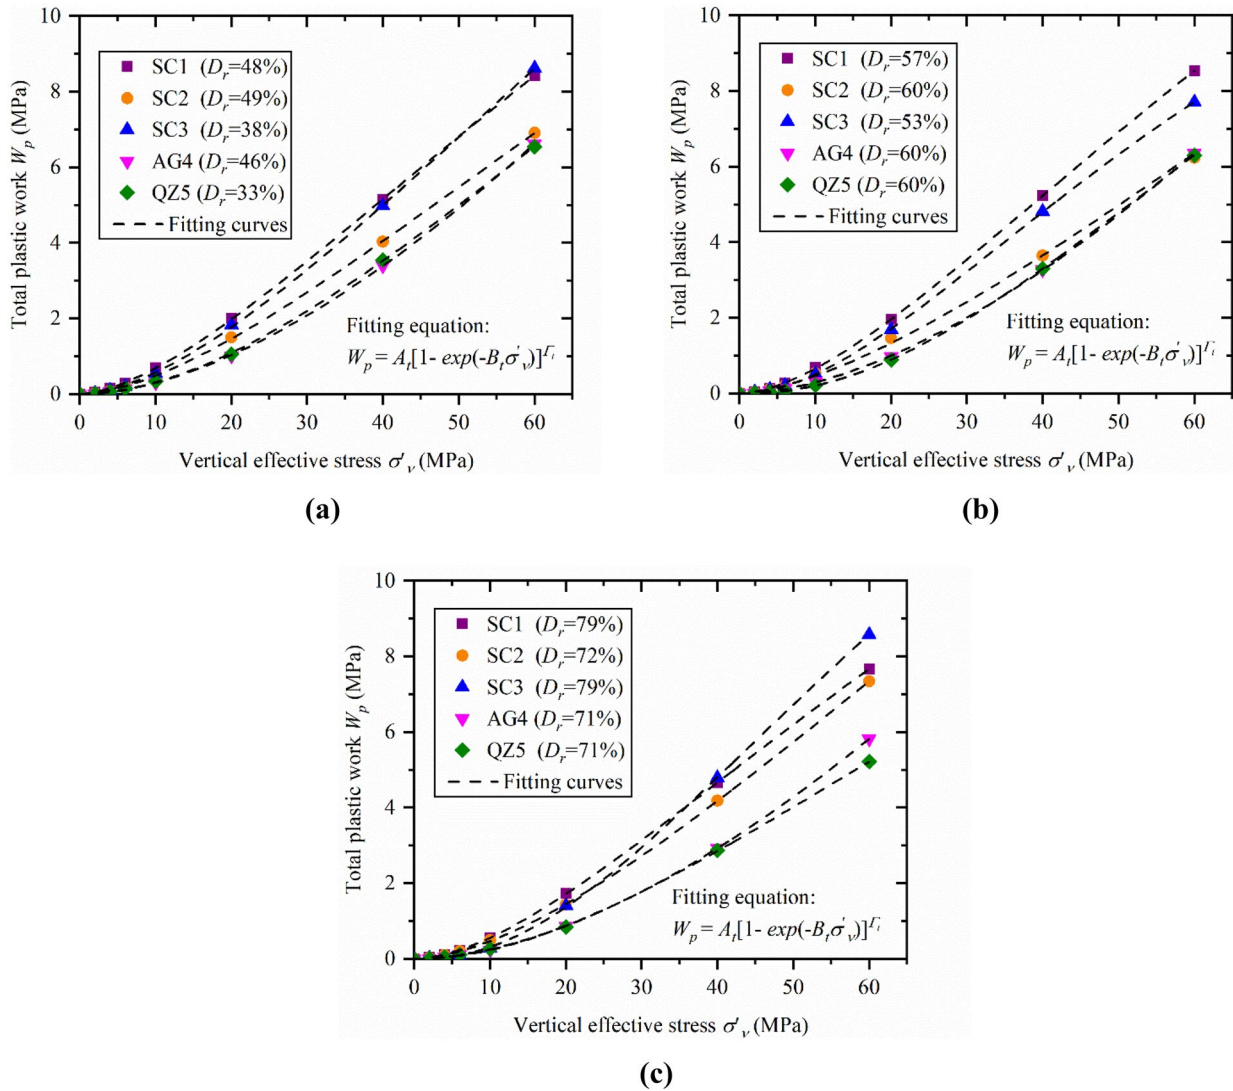 10
8
6
4
2
0
Total plastic work Wp (MPa)
SC1 (Dr=48%)
SC2 (Dr=49%)
SC3 (Dr=38%)
AG4 (Dr=46%)
QZ5 (Dr=33%)
Fitting curves
Fitting equation:
Wp = At[1- exp(-Btσ'v)]Γt
0 10 20 30 40 50 60
Vertical effective stress σ'v (MPa)
(a)
10
8
6
4
2
0
Total plastic work Wp (MPa)
SC1 (Dr=57%)
SC2 (Dr=60%)
SC3 (Dr=53%)
AG4 (Dr=60%)
QZ5 (Dr=60%)
Fitting curves
Fitting equation:
Wp = At[1- exp(-Btσ'v)]Γt
0 10 20 30 40 50 60
Vertical effective stress σ'v (MPa)
(b)
10
8
6
4
2
0
Total plastic work Wp (MPa)
SC1 (Dr=79%)
SC2 (Dr=72%)
SC3 (Dr=79%)
AG4 (Dr=71%)
QZ5 (Dr=71%)
Fitting curves
Fitting equation:
Wp = At[1- exp(-Btσ'v)]Γt
0 10 20 30 40 50 60
Vertical effective stress σ'v (MPa)
(c)